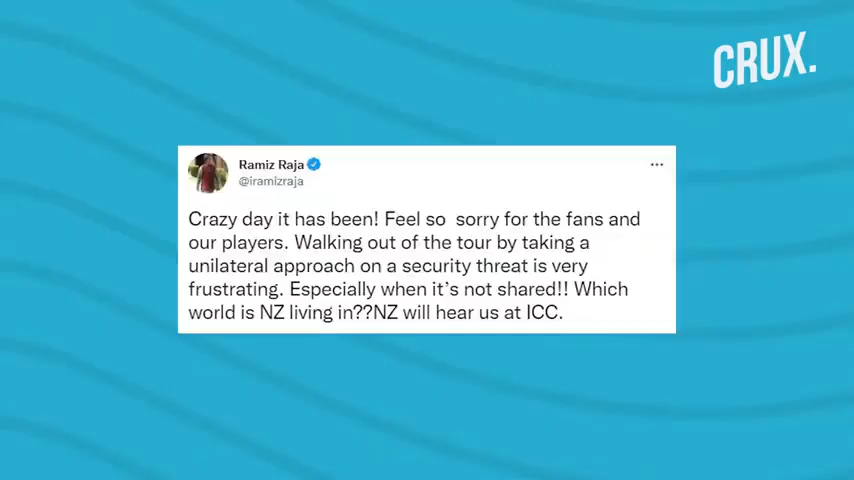 CRUX.
Ramiz Raja
@iramizraja
Crazy day it has been! Feel so  sorry for the fans and
our players. Walking out of the tour by taking a
unilateral approach on a security threat is very
frustrating. Especially when it's not shared!! Which
world is NZ living in??NZ will hear us at ICC.